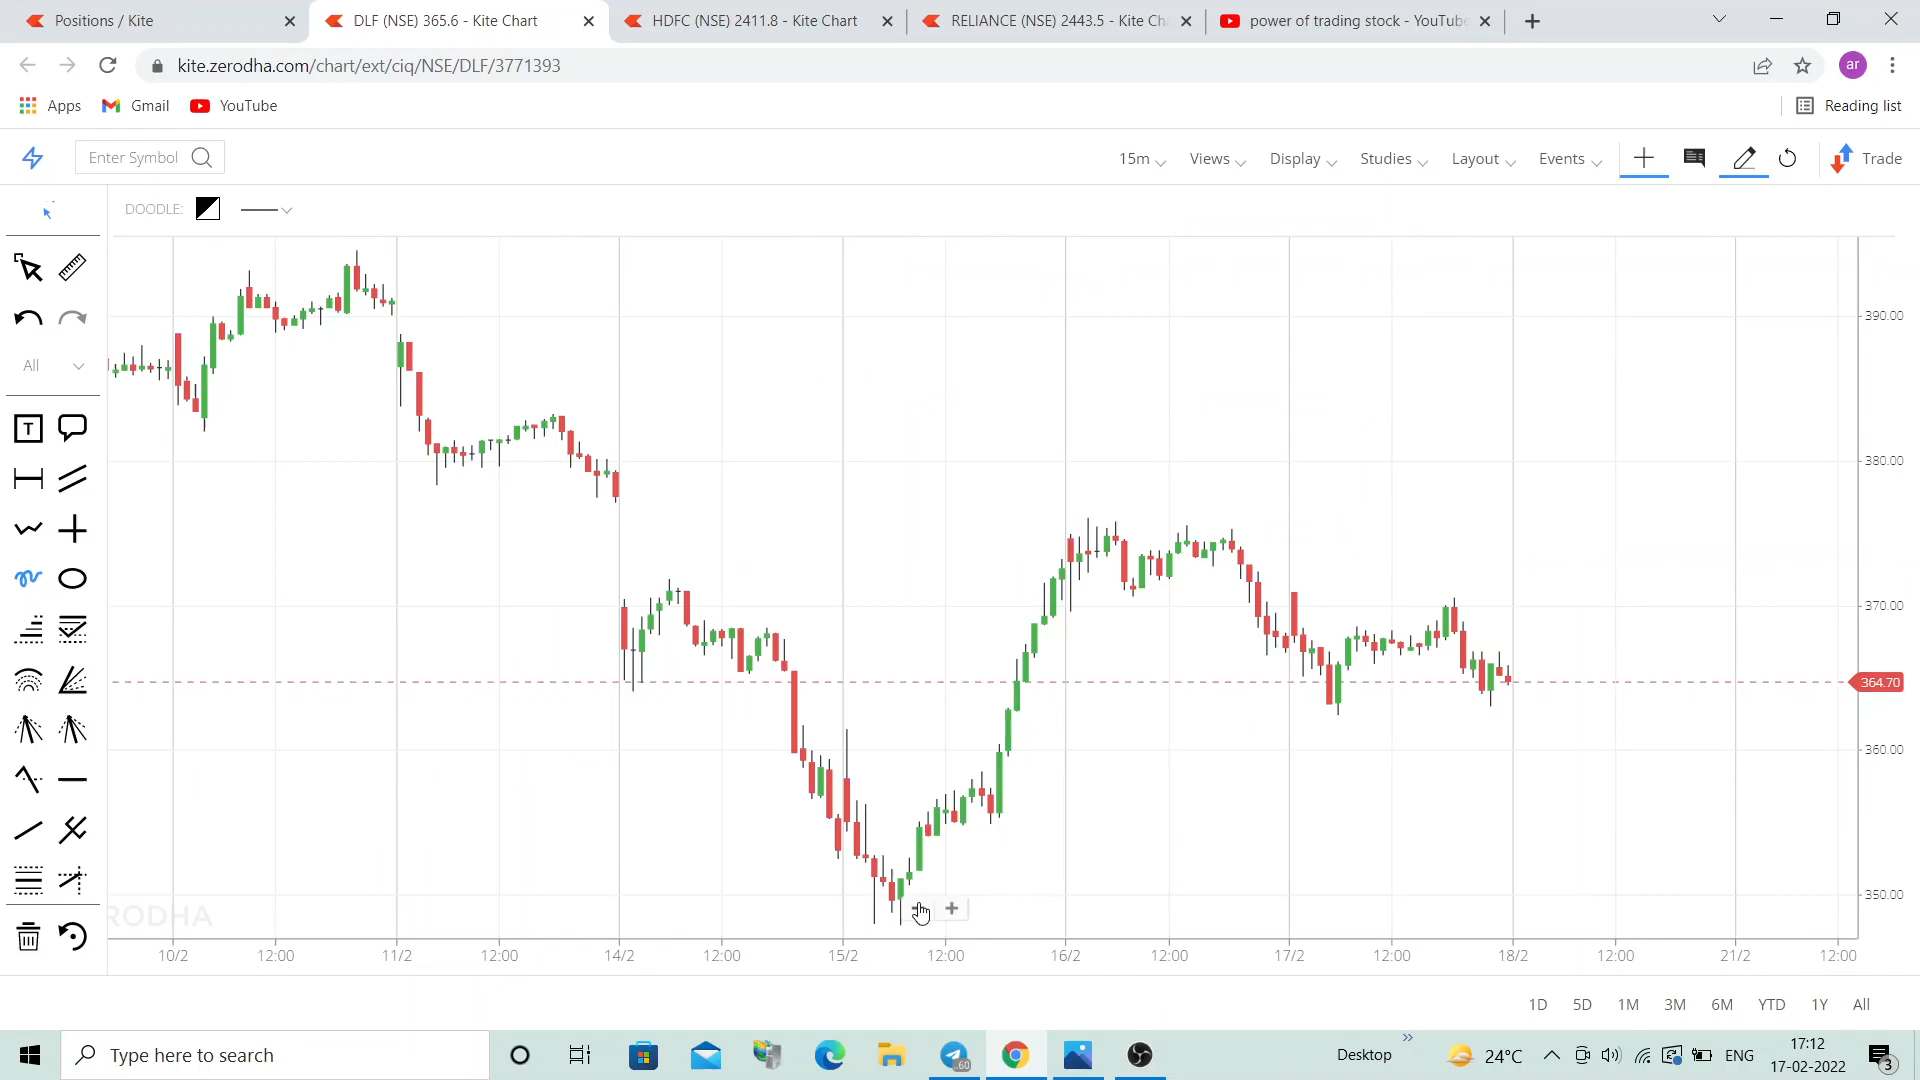 Positions / Kite
DLF (NSE) 365.6 - Kite Chart
HDFC (NSE) 2411.8 - Kite Chart
RELIANCE (NSE) 2443.5 - Kite Ch
power of trading stock - YouTube
kite.zerodha.com/chart/ext/ciq/NSE/DLF/3771393
ar
Apps
Gmail
YouTube
Reading list
Enter Symbol
15m
Views
Display
Studies
Layout
Events
Trade
DOODLE:
All
T
390.00
380.00
370.00
364.70
360.00
350.00
RODHA
10/2 12:00 11/2 12:00 14/2 12:00 15/2 12:00 16/2 12:00 17/2 12:00 18/2 12:00 21/2 12:00
1D 5D 1M 3M 6M YTD 1Y All
Type here to search
60
Desktop
24°C
ENG
17:12
17-02-2022
3